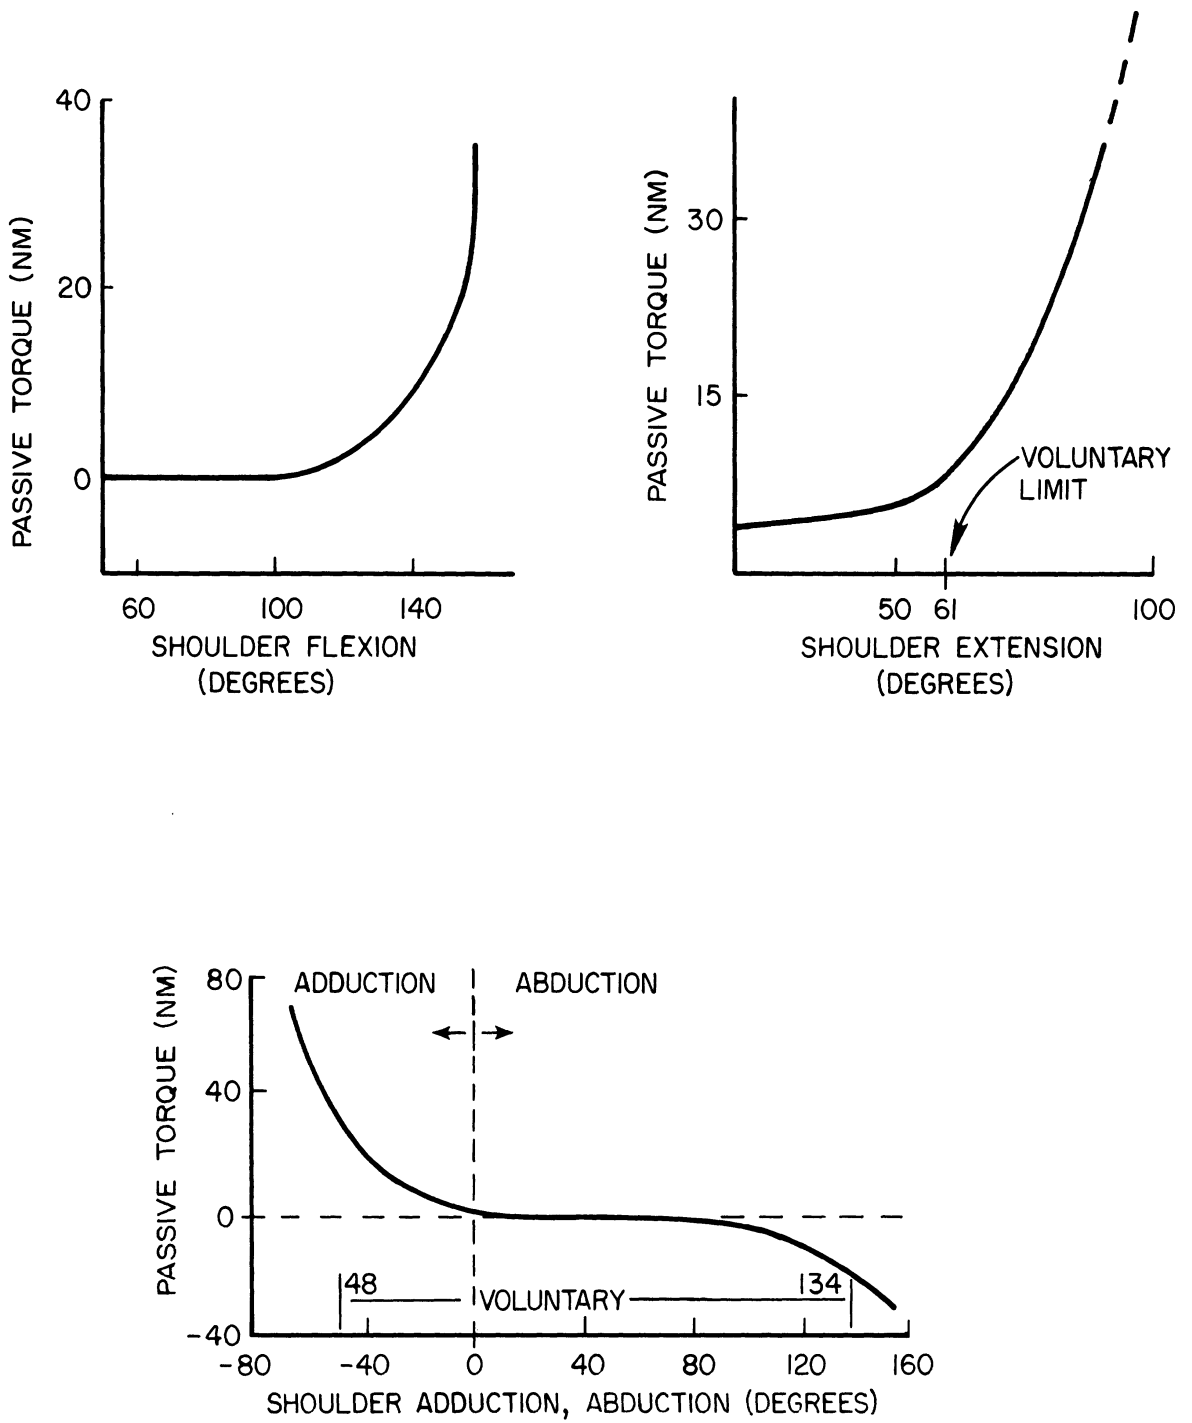 40
20
0
PASSIVE TORQUE (NM)
60 100 140
SHOULDER FLEXION
(DEGREES)
30
15
PASSIVE TORQUE (NM)
VOLUNTARY
LIMIT
50 61 100
SHOULDER EXTENSION
(DEGREES)
80
40
0
-40
PASSIVE TORQUE (NM)
ADDUCTION ABDUCTION
48 VOLUNTARY 134
-80 -40 0 40 80 120 160
SHOULDER ADDUCTION, ABDUCTION (DEGREES)